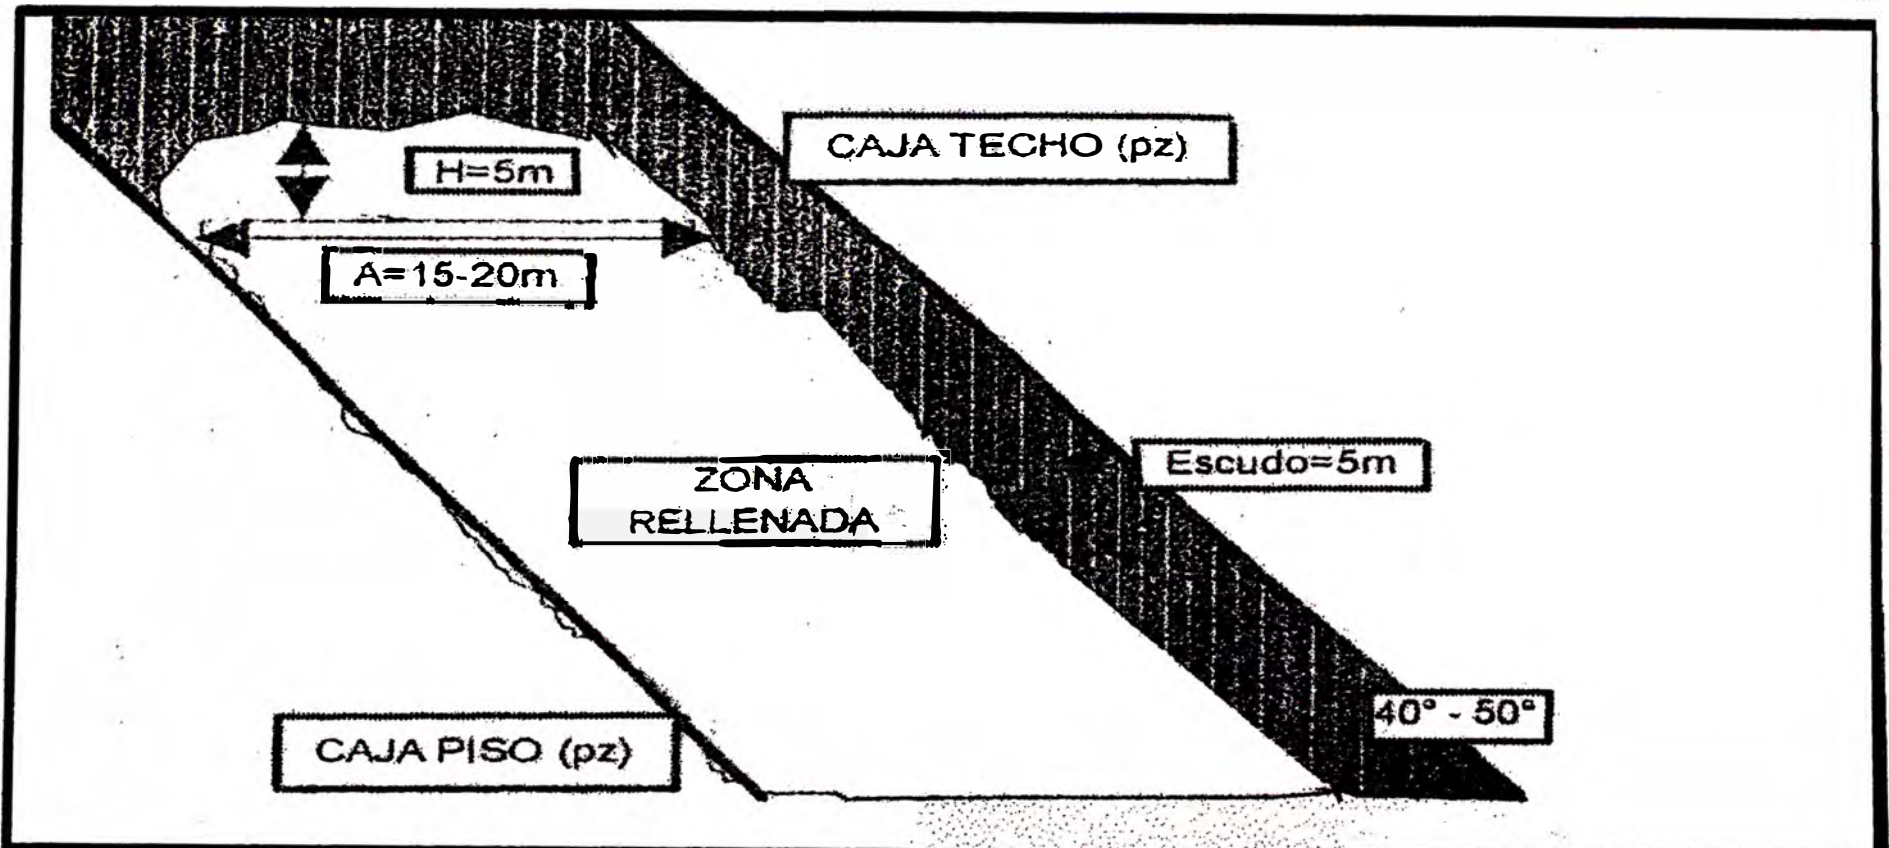 CAJA TECHO (pz)
H=5m
A=15-20m
Escudo=5m
ZONA
RELLENADA
40° - 50°
CAJA PISO (pz)